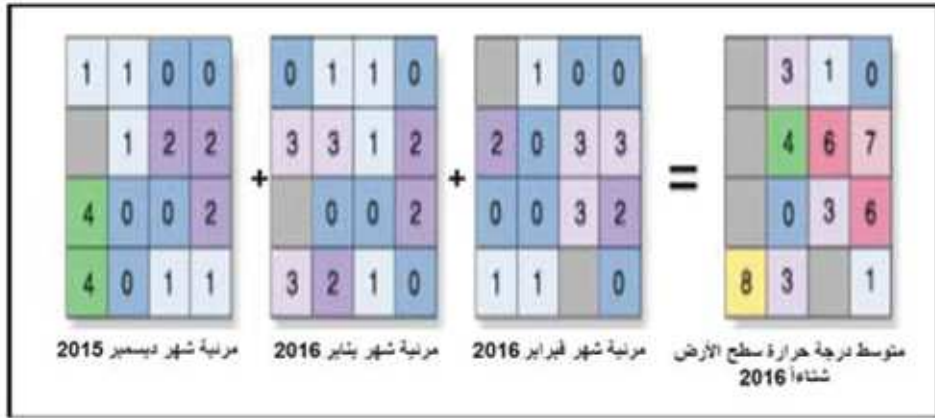 1 1 0 0 0 1 1 0 1 0 0 3 1 0
1 2 2 3 3 1 2 2 0 3 3 4 6 7
+ + =
4 0 0 2 0 0 2 0 0 3 2 0 3 6
4 0 1 1 3 2 1 0 1 1 0 8 3 1
مرئية شهر ديسمبر 2015
مرئية شهر يناير 2016
مرئية شهر فبراير 2016
متوسط درجة حرارة سطح الأرض
شتاءاً 2016